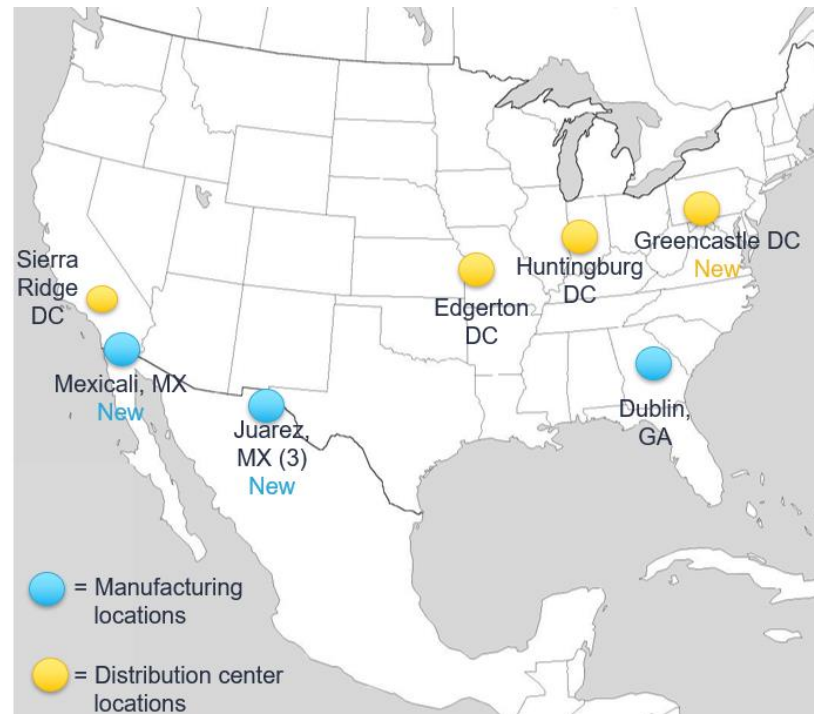 Sierra
Ridge
DC
Mexicali, MX
New
Juarez,
MX (3)
New
Edgerton
DC
Huntingburg
DC
Greencastle DC
New
Dublin,
GA
= Manufacturing
locations
= Distribution center
locations